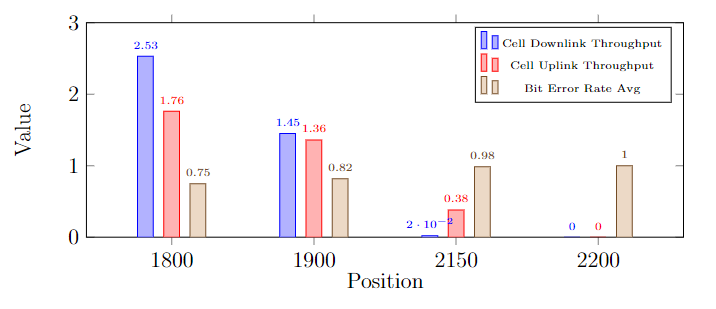 3
2.53
Cell Downlink Throughput
Cell Uplink Throughput
Bit Error Rate Avg
2
1.76
Value
1.45 1.36
1
0.75
0.82
0.98
1
2 · 10⁻²
0.38
0
0
0
1800 1900 2150 2200
Position